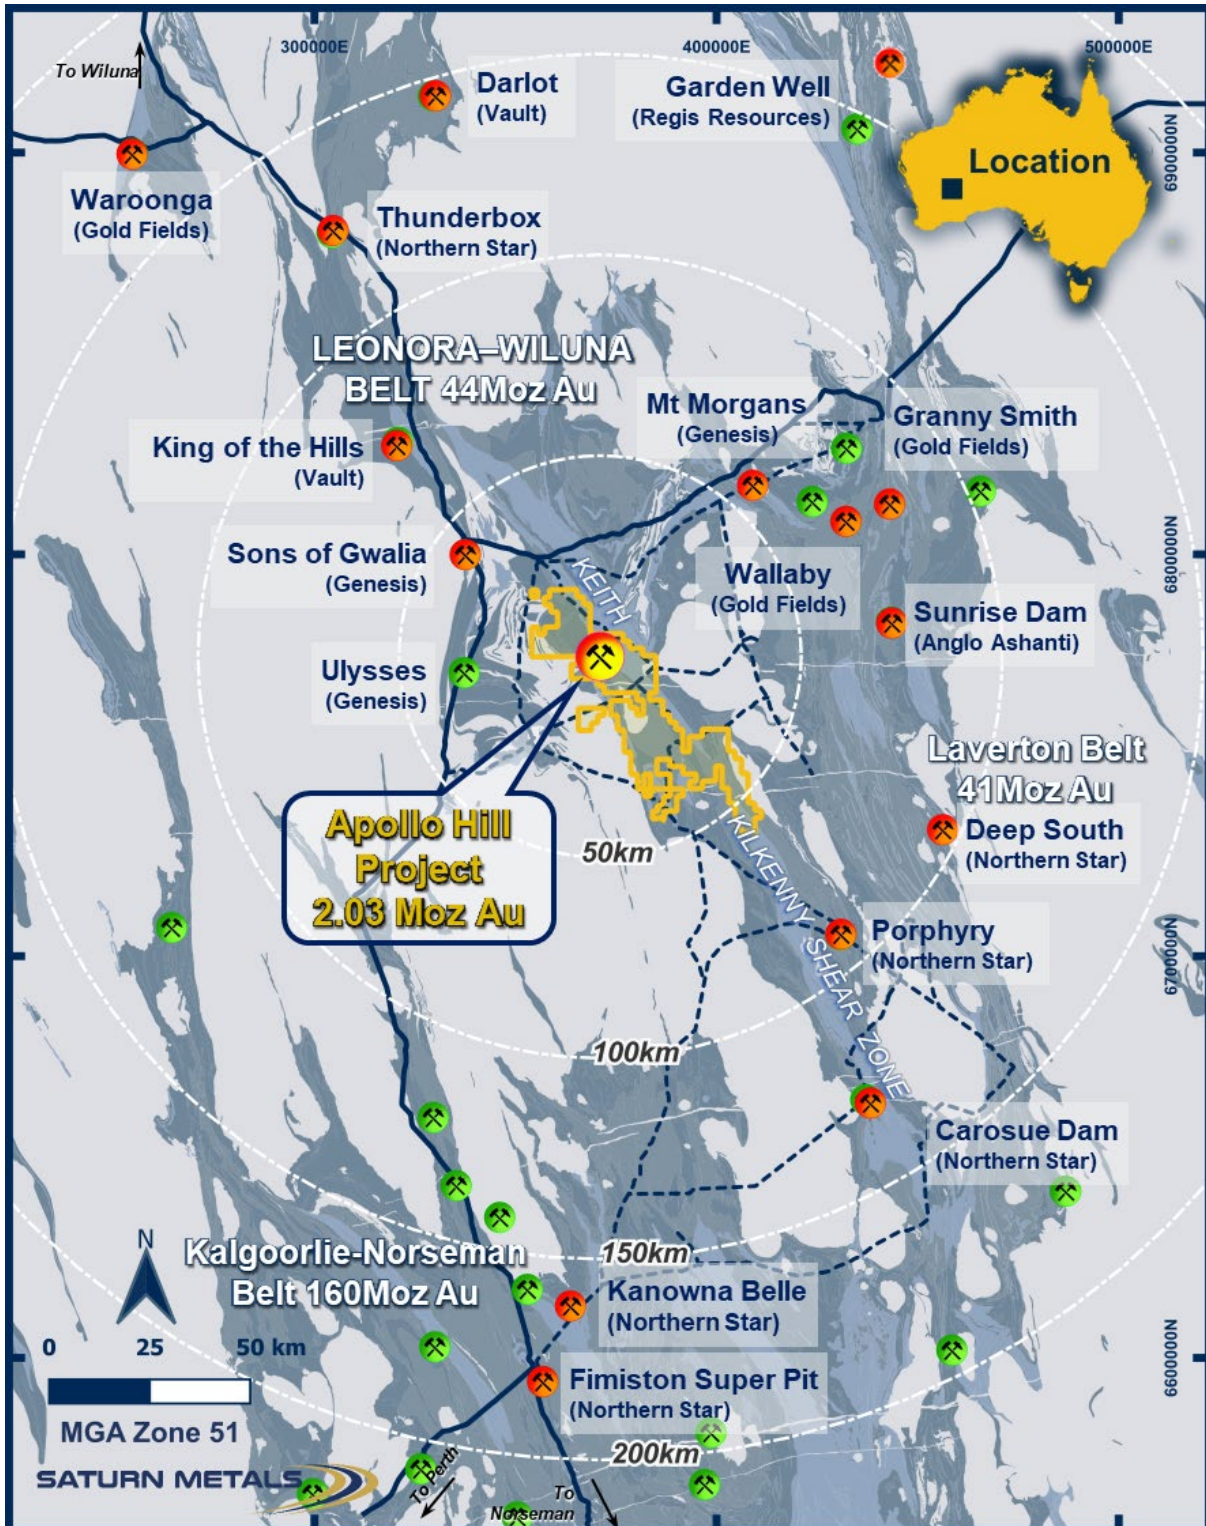 300000E
400000E
500000E
To Wiluna
Darlot
(Vault)
Garden Well
(Regis Resources)
Location
6900000N
Waroonga
(Gold Fields)
Thunderbox
(Northern Star)
LEONORA–WILUNA
BELT 44Moz Au
Mt Morgans
(Genesis)
Granny Smith
(Gold Fields)
King of the Hills
(Vault)
Sons of Gwalia
(Genesis)
KEITH
Wallaby
(Gold Fields)
6800000N
Sunrise Dam
(Anglo Ashanti)
Ulysses
(Genesis)
Laverton Belt
41Moz Au
Apollo Hill
Project
2.03 Moz Au
50km
KILKENNY
Deep South
(Northern Star)
Porphyry
(Northern Star)
SHEAR
6700000N
ZONE
100km
Carosue Dam
(Northern Star)
N
Kalgoorlie-Norseman
Belt 160Moz Au
150km
Kanowna Belle
(Northern Star)
0 25 50 km
6600000N
Fimiston Super Pit
(Northern Star)
MGA Zone 51
200km
SATURN METALS
To Perth
To
Norseman